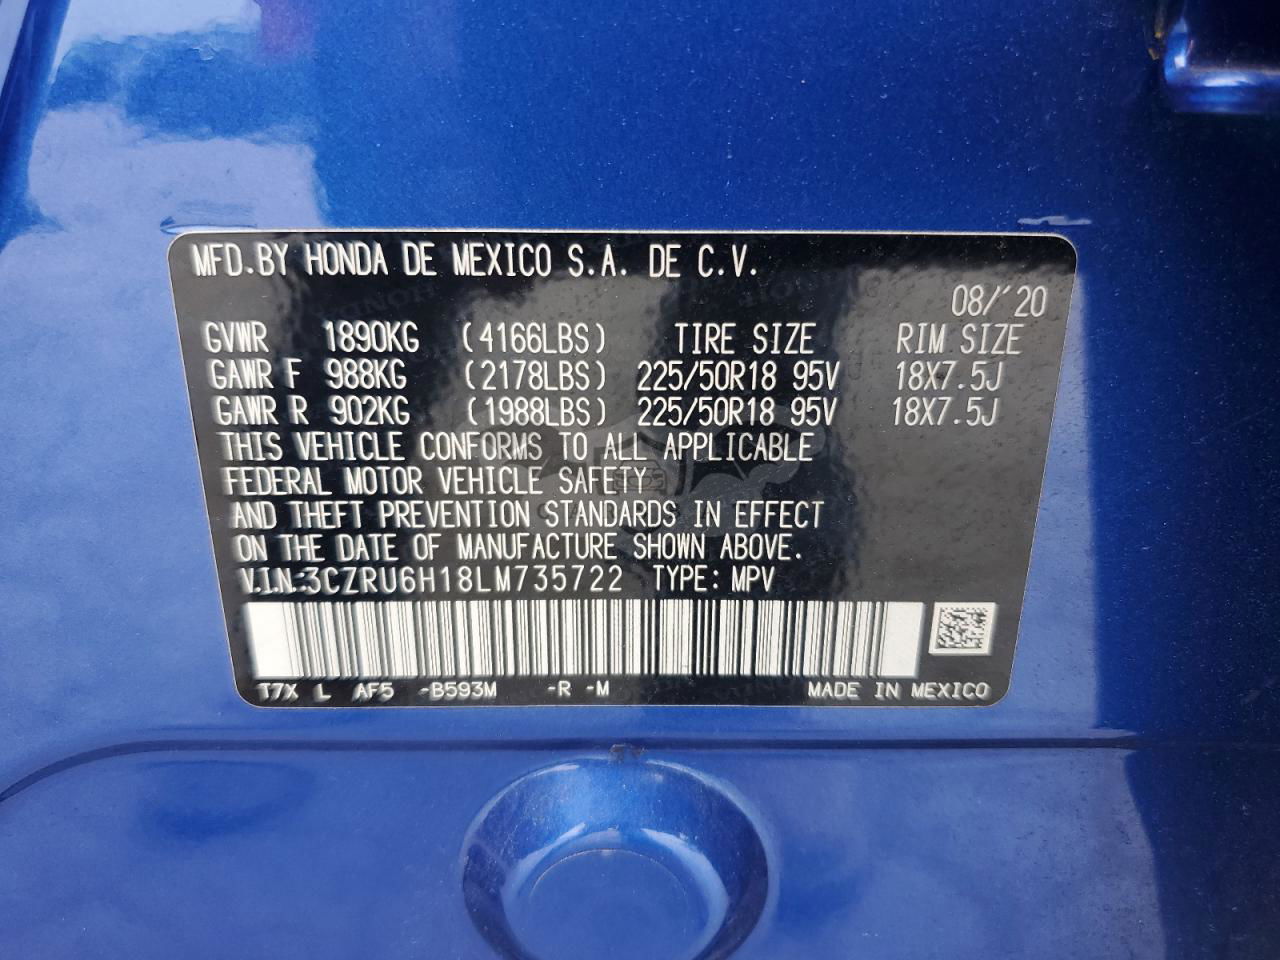 MFD.BY HONDA DE MEXICO S.A. DE C.V.
08/'20
GVWR 1890KG (4166LBS) TIRE SIZE RIM SIZE
GAWR F 988KG (2178LBS) 225/50R18 95V 18X7.5J
GAWR R 902KG (1988LBS) 225/50R18 95V 18X7.5J
THIS VEHICLE CONFORMS TO ALL APPLICABLE
FEDERAL MOTOR VEHICLE SAFETY
AND THEFT PREVENTION STANDARDS IN EFFECT
ON THE DATE OF MANUFACTURE SHOWN ABOVE.
V.I.N.:3CZRU6H18LM735722 TYPE: MPV
T7X L AF5 -B593M -R -M MADE IN MEXICO